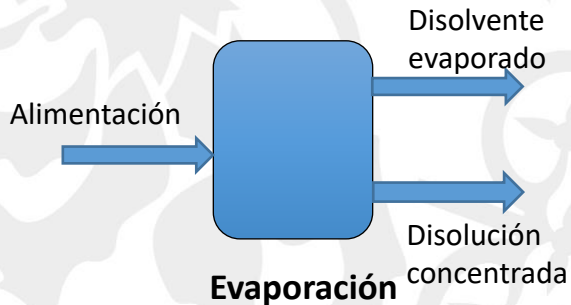 Disolvente
evaporado
Alimentación
Disolución
concentrada
Evaporación